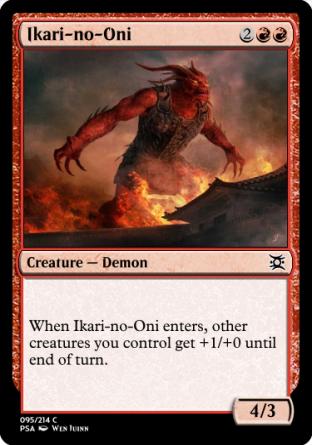 Ikari-no-Oni 2
Creature — Demon
When Ikari-no-Oni enters, other
creatures you control get +1/+0 until
end of turn.
4/3
095/214 C
PSA Wen Juinn